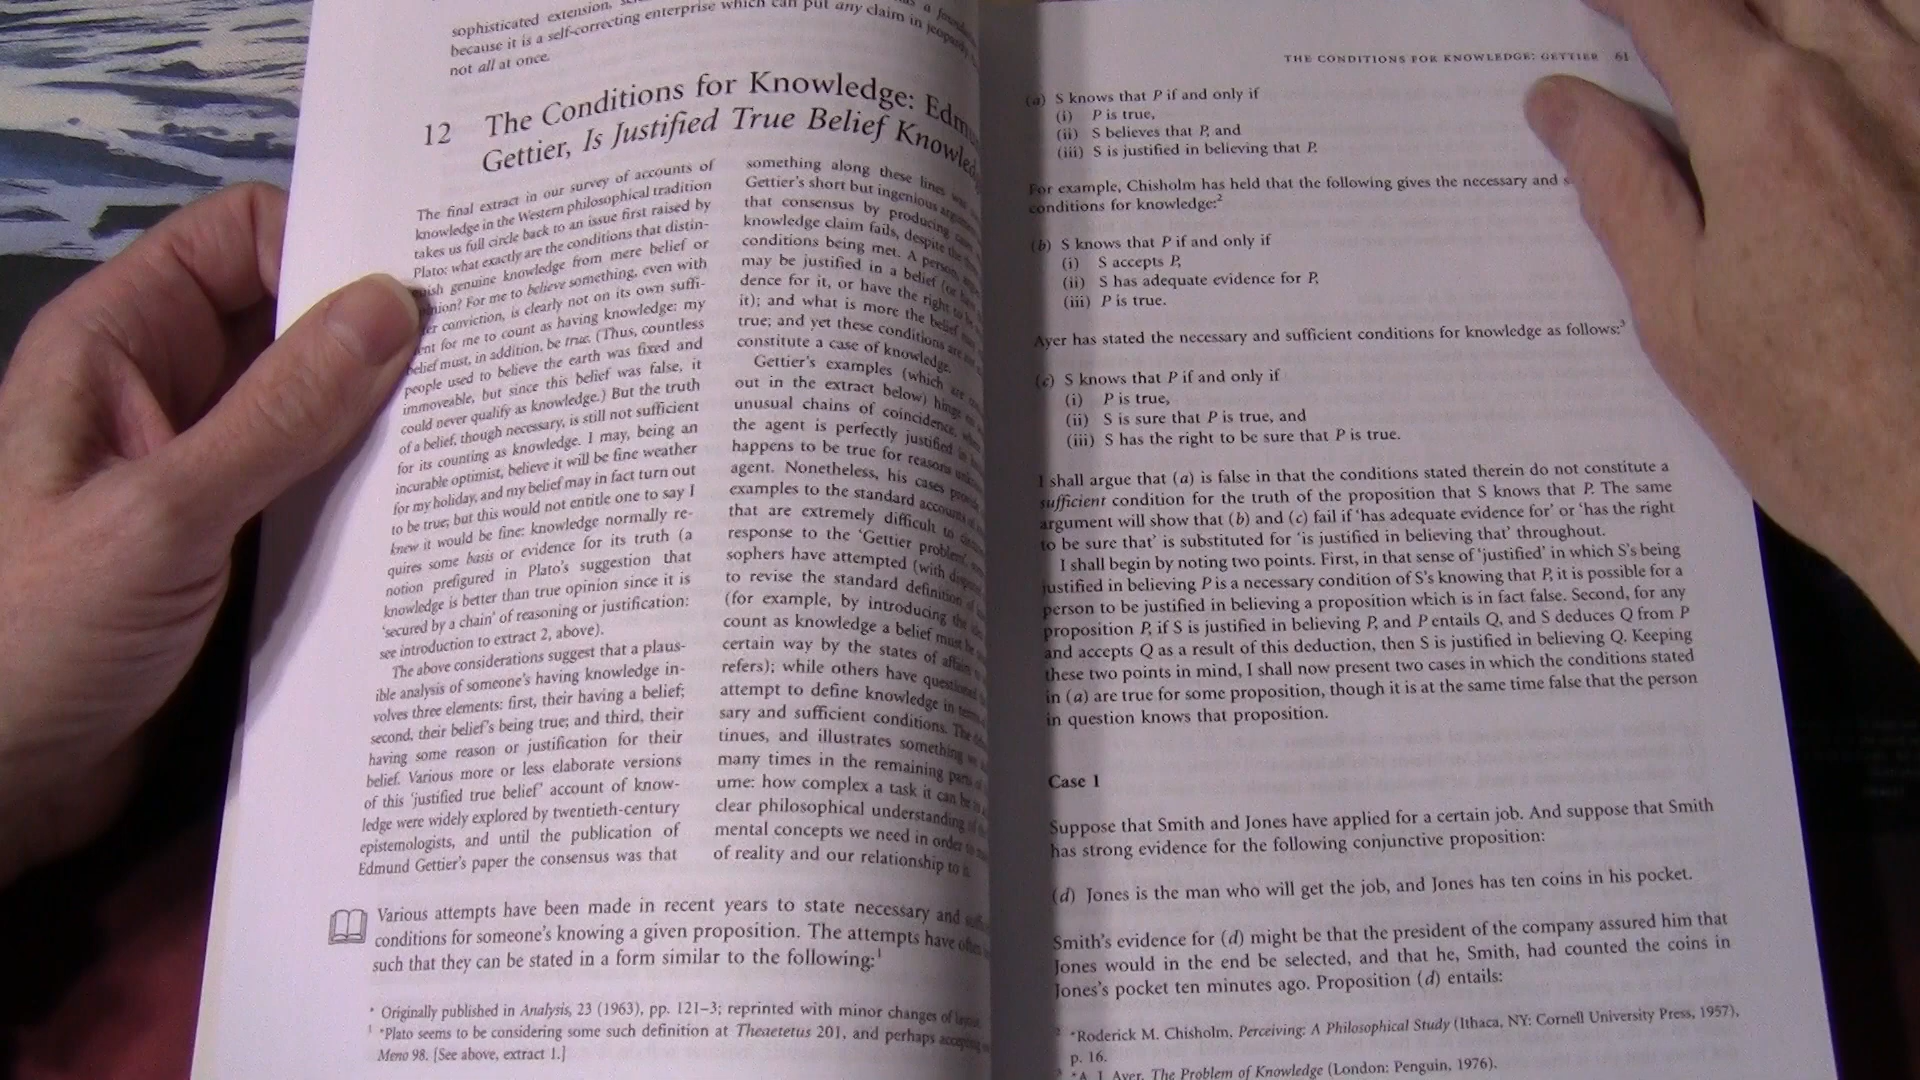 sophisticated extension,
because it is a self-correcting enterprise which can put any claim in jeopardy
not all at once.
12 The Conditions for Knowledge:
Gettier, Is Justified True Belief
The final extract in our survey of accounts of
knowledge in the Western philosophical tradition
takes us full circle back to an issue first raised by
Plato: what exactly are the conditions that distin-
genuine knowledge from mere belief or
For me to believe something, even with
conviction, is clearly not on its own suffi-
for me to count as having knowledge: my
belief must, in addition, be true. (Thus, countless
people used to believe the earth was fixed and
immoveable, but since this belief was false, it
could never qualify as knowledge.) But the truth
of a belief, though necessary, is still not sufficient
for its counting as knowledge. I may, being an
incurable optimist, believe it will be fine weather
for my holiday, and my belief may in fact turn out
to be true; but this would not entitle one to say I
knew it would be fine: knowledge normally re-
quires some basis or evidence for its truth (a
notion prefigured in Plato's suggestion that
knowledge is better than true opinion since it is
'secured by a chain' of reasoning or justification:
see introduction to extract 2, above).
The above considerations suggest that a plaus-
ible analysis of someone's having knowledge in-
volves three elements: first, their having a belief;
second, their belief's being true; and third, their
having some reason or justification for their
belief. Various more or less elaborate versions
of this 'justified true belief' account of know-
ledge were widely explored by twentieth-century
epistemologists, and until the publication of
Edmund Gettier's paper the consensus was that
something along these lines
Gettier's short but ingenious
that consensus by producing
knowledge claim fails, despite
conditions being met. A person
may be justified in a belief (or
dence for it, or have the right to
it); and what is more the belief
true; and yet these conditions
constitute a case of knowledge.
Gettier's examples (which are
out in the extract below) hinge
unusual chains of coincidence,
the agent is perfectly justified in
happens to be true for reasons
agent. Nonetheless, his cases
examples to the standard
that are extremely difficult to
response to the 'Gettier problem',
sophers have attempted (with
to revise the standard definition of
(for example, by introducing the
count as knowledge a belief must be
certain way by the states of affairs
refers); while others have questioned
attempt to define knowledge in
sary and sufficient conditions. The
tinues, and illustrates something
many times in the remaining parts
ume: how complex a task it can be
clear philosophical understanding of
mental concepts we need in order
of reality and our relationship to it.
Various attempts have been made in recent years to state necessary and
conditions for someone's knowing a given proposition. The attempts have often
such that they can be stated in a form similar to the following:1
* Originally published in Analysis, 23 (1963), pp. 121–3; reprinted with minor changes of
1 *Plato seems to be considering some such definition at Theaetetus 201, and perhaps accepting
Meno 98. [See above, extract 1.]
THE CONDITIONS FOR KNOWLEDGE: GETTIER 61
(a) S knows that P if and only if
(i) P is true,
(ii) S believes that P, and
(iii) S is justified in believing that P.
For example, Chisholm has held that the following gives the necessary and
conditions for knowledge:2
(b) S knows that P if and only if
(i) S accepts P,
(ii) S has adequate evidence for P,
(iii) P is true.
Ayer has stated the necessary and sufficient conditions for knowledge as follows:3
(c) S knows that P if and only if
(i) P is true,
(ii) S is sure that P is true, and
(iii) S has the right to be sure that P is true.
I shall argue that (a) is false in that the conditions stated therein do not constitute a
sufficient condition for the truth of the proposition that S knows that P. The same
argument will show that (b) and (c) fail if 'has adequate evidence for' or 'has the right
to be sure that' is substituted for 'is justified in believing that' throughout.
I shall begin by noting two points. First, in that sense of 'justified' in which S's being
justified in believing P is a necessary condition of S's knowing that P, it is possible for a
person to be justified in believing a proposition which is in fact false. Second, for any
proposition P, if S is justified in believing P, and P entails Q, and S deduces Q from P
and accepts Q as a result of this deduction, then S is justified in believing Q. Keeping
these two points in mind, I shall now present two cases in which the conditions stated
in (a) are true for some proposition, though it is at the same time false that the person
in question knows that proposition.
Case 1
Suppose that Smith and Jones have applied for a certain job. And suppose that Smith
has strong evidence for the following conjunctive proposition:
(d) Jones is the man who will get the job, and Jones has ten coins in his pocket.
Smith's evidence for (d) might be that the president of the company assured him that
Jones would in the end be selected, and that he, Smith, had counted the coins in
Jones's pocket ten minutes ago. Proposition (d) entails:
2 *Roderick M. Chisholm, Perceiving: A Philosophical Study (Ithaca, NY: Cornell University Press, 1957),
p. 16.
3 *A. J. Ayer, The Problem of Knowledge (London: Penguin, 1976).